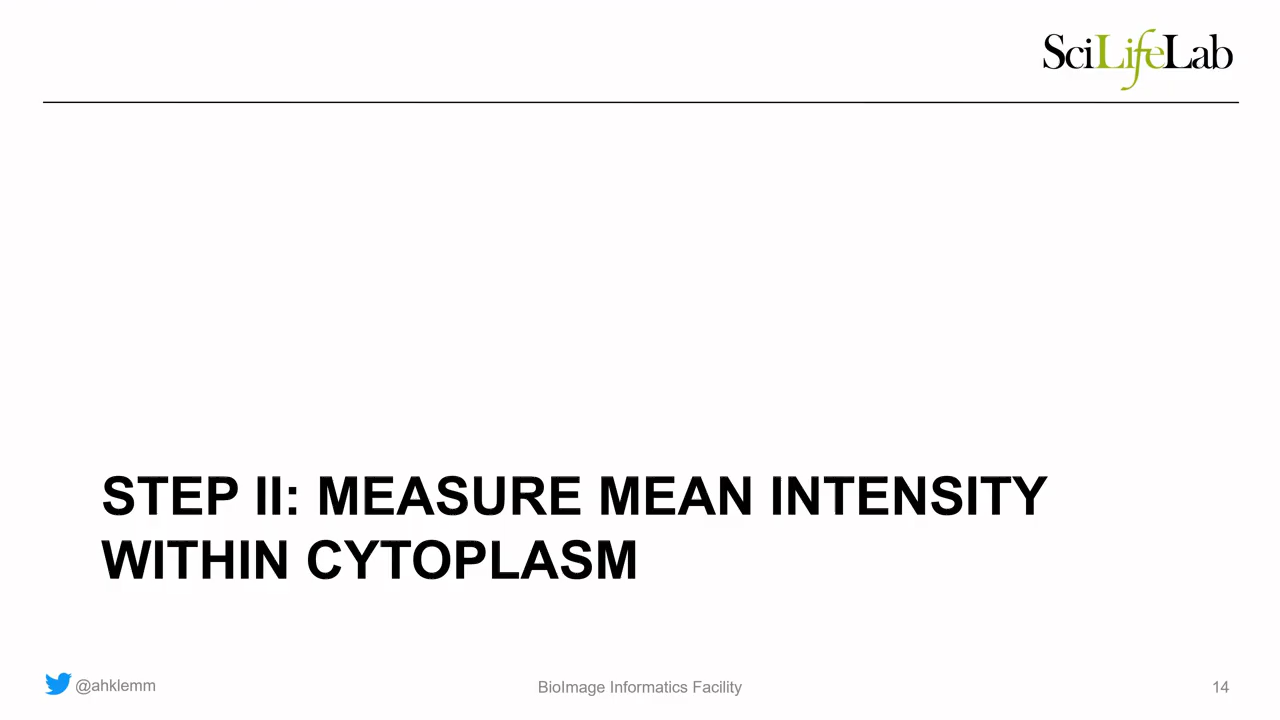 SciLifeLab
STEP II: MEASURE MEAN INTENSITY
WITHIN CYTOPLASM
@ahklemm
BioImage Informatics Facility
14